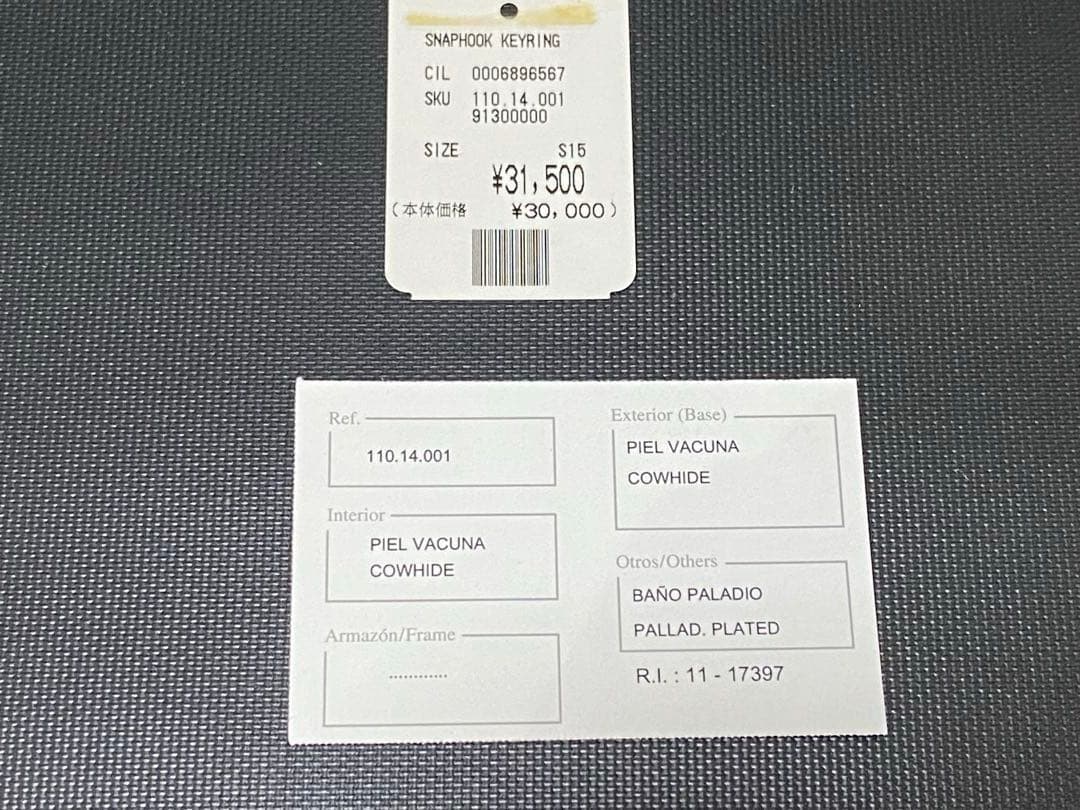 SNAPHOOK KEYRING
CIL 0006896567
SKU 110.14.001
91300000
SIZE S15
¥31,500
(本体価格 ¥30,000)
Ref.
110.14.001
Interior
PIEL VACUNA
COWHIDE
Armazón/Frame
............
Exterior (Base)
PIEL VACUNA
COWHIDE
Otros/Others
BAÑO PALADIO
PALLAD. PLATED
R.I. : 11 - 17397